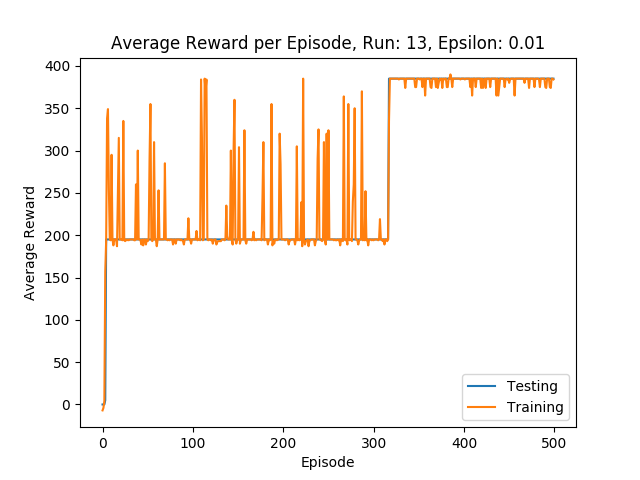 Average Reward per Episode, Run: 13, Epsilon: 0.01
Average Reward
400
350
300
250
200
150
100
50
0
0 100 200 300 400 500
Episode
Testing
Training